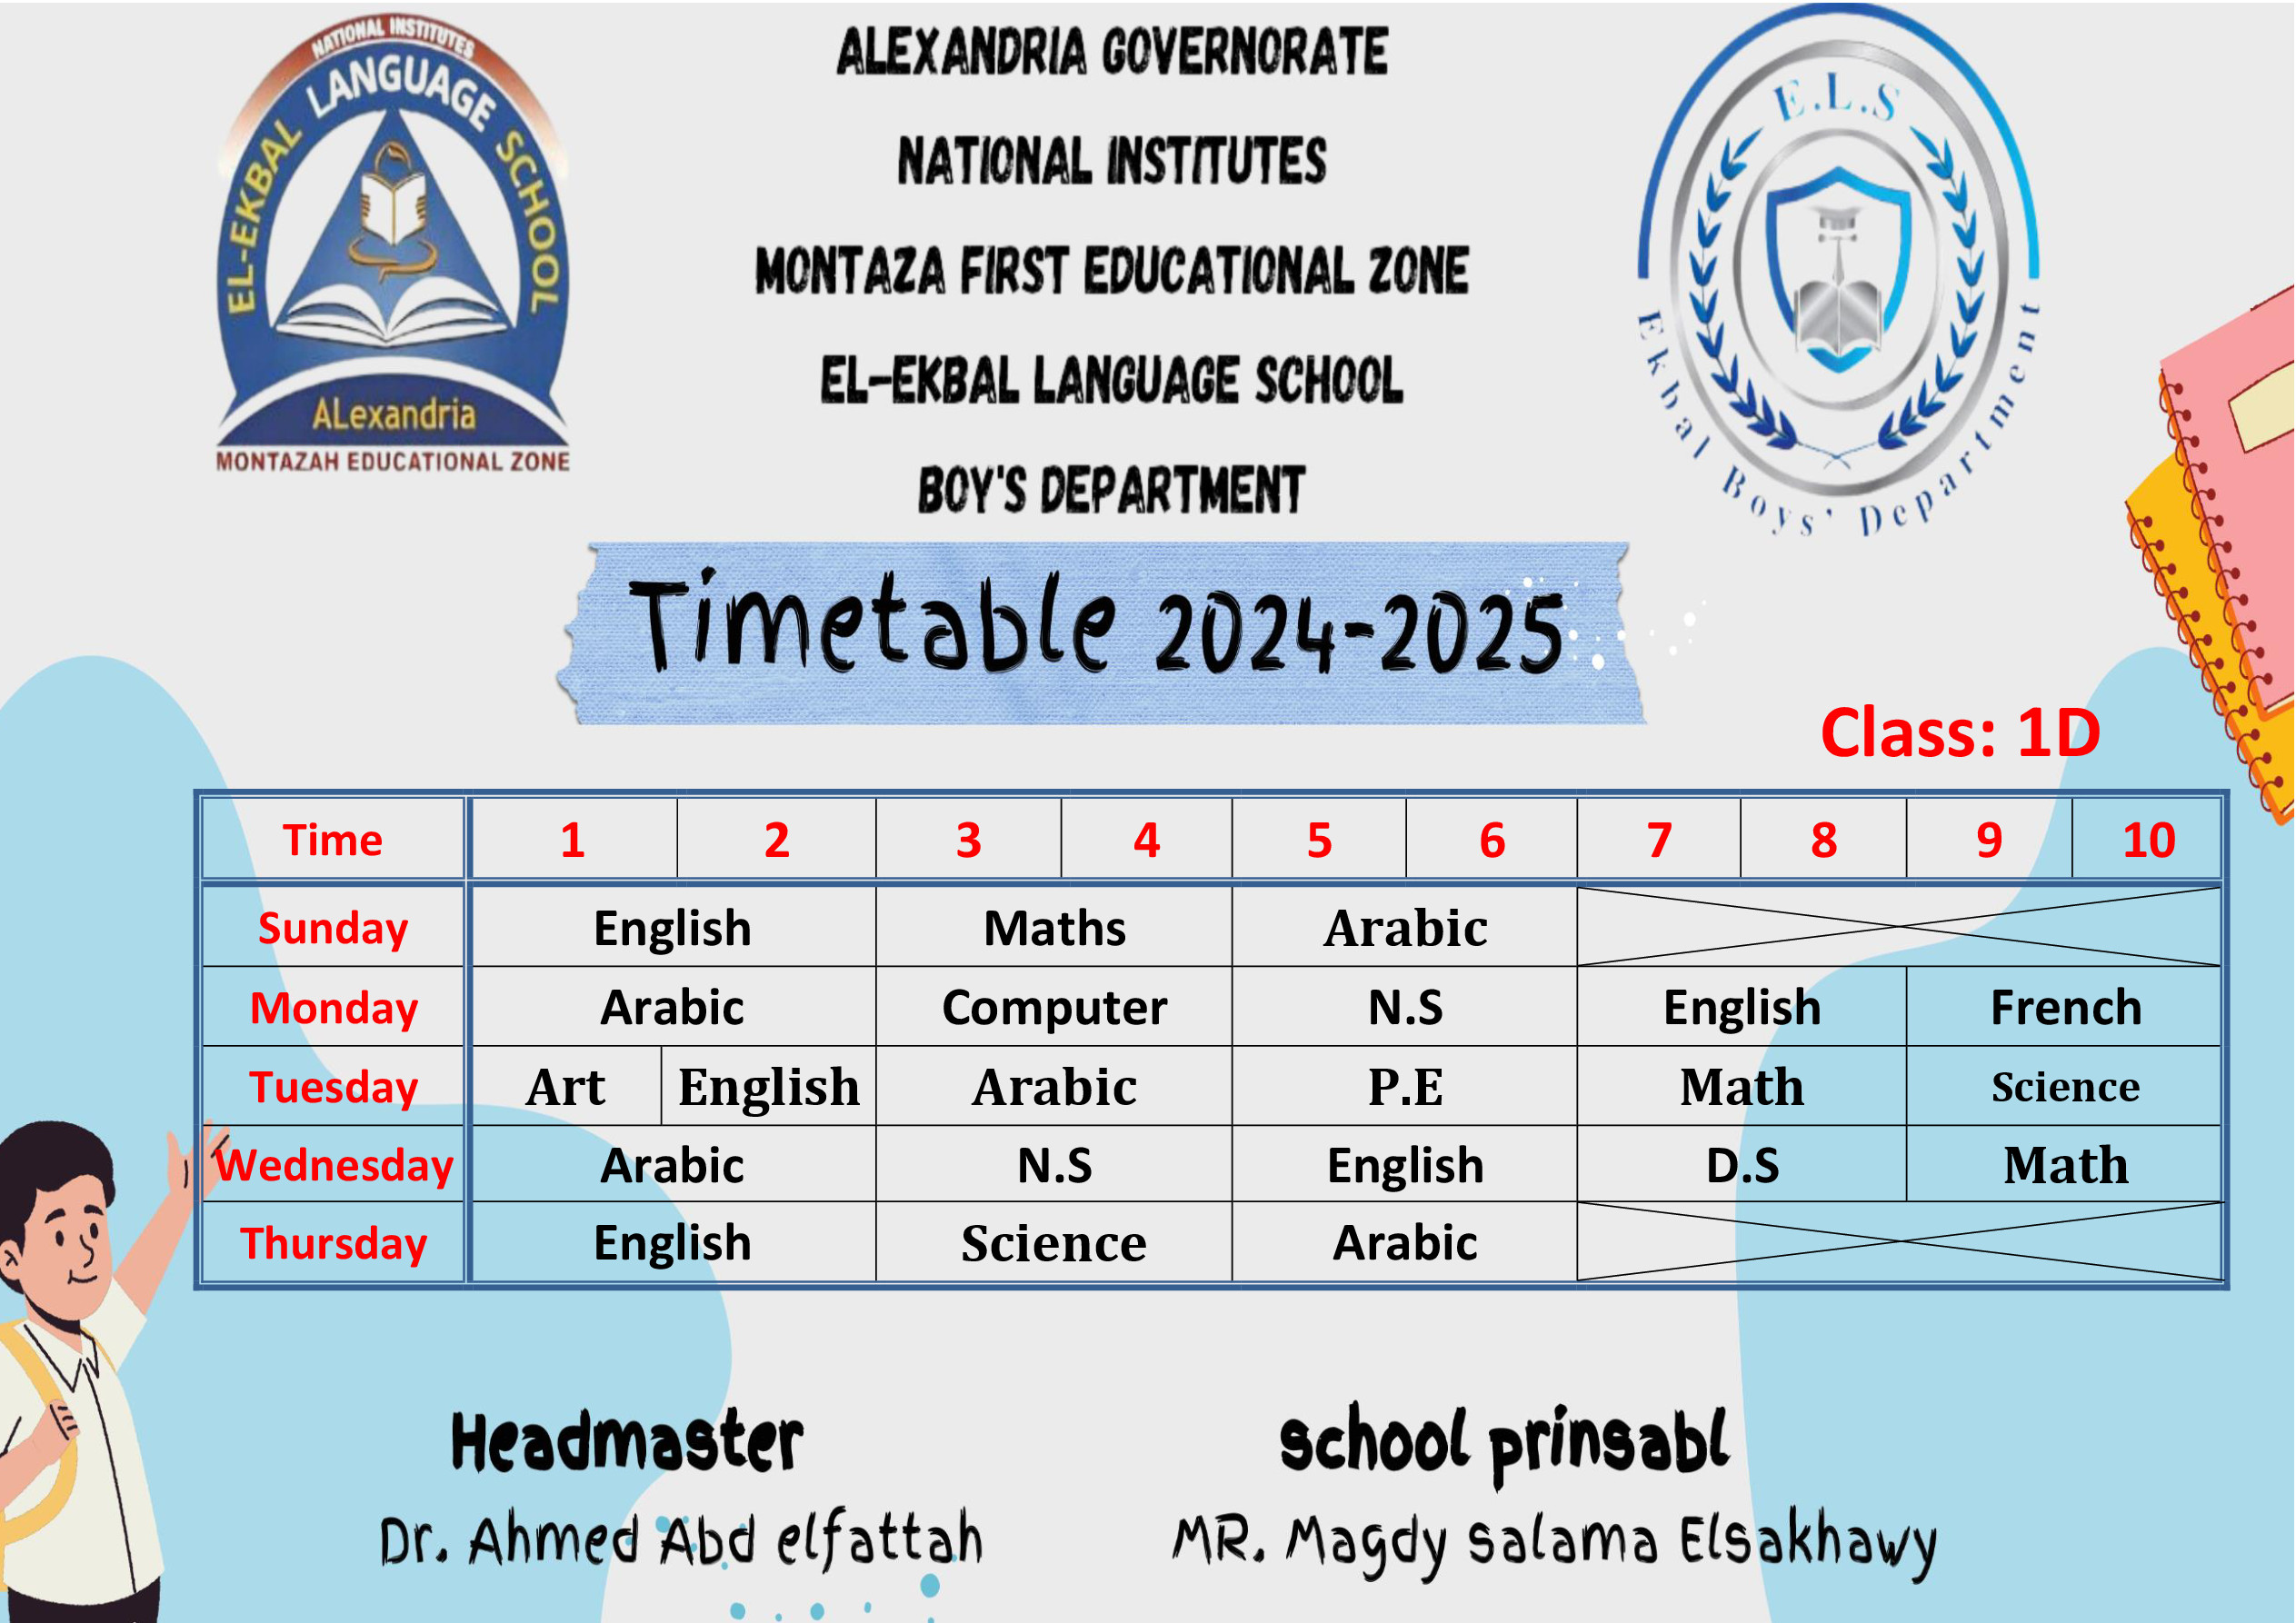 NATIONAL INSTITUTES
EL-EKBAL LANGUAGE SCHOOL
ALexandria
MONTAZAH EDUCATIONAL ZONE
ALEXANDRIA GOVERNORATE
NATIONAL INSTITUTES
MONTAZA FIRST EDUCATIONAL ZONE
EL-EKBAL LANGUAGE SCHOOL
BOY'S DEPARTMENT
E.L.S
Ekbal Boys' Department
Timetable 2024-2025
Class: 1D
Time 1 2 3 4 5 6 7 8 9 10
Sunday English Maths Arabic
Monday Arabic Computer N.S English French
Tuesday Art English Arabic P.E Math Science
Wednesday Arabic N.S English D.S Math
Thursday English Science Arabic
Headmaster
Dr. Ahmed Abd elfattah
school prinsabl
MR. Magdy salama Elsakhawy